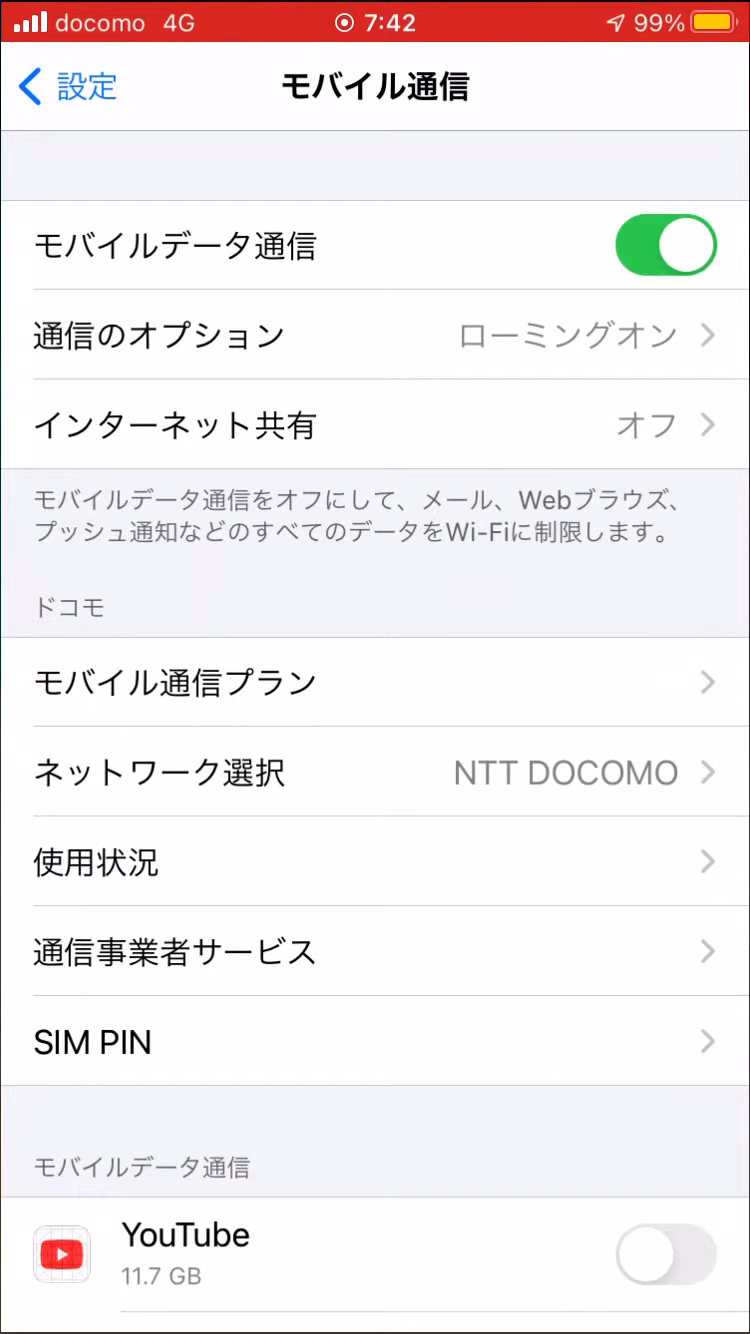 docomo 4G 7:42 99%
設定 モバイル通信
モバイルデータ通信
通信のオプション ローミングオン
インターネット共有 オフ
モバイルデータ通信をオフにして、メール、Webブラウズ、
プッシュ通知などのすべてのデータをWi-Fiに制限します。
ドコモ
モバイル通信プラン
ネットワーク選択 NTT DOCOMO
使用状況
通信事業者サービス
SIM PIN
モバイルデータ通信
YouTube
11.7 GB